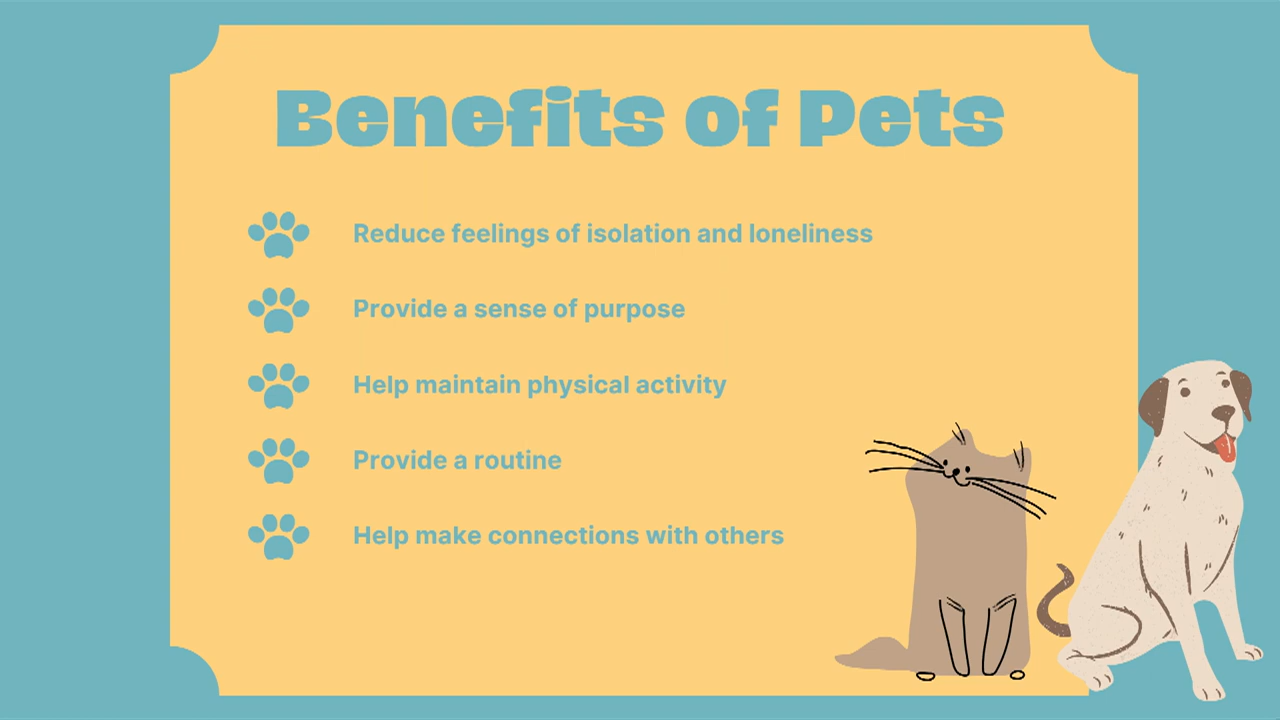 Benefits of Pets
Reduce feelings of isolation and loneliness
Provide a sense of purpose
Help maintain physical activity
Provide a routine
Help make connections with others